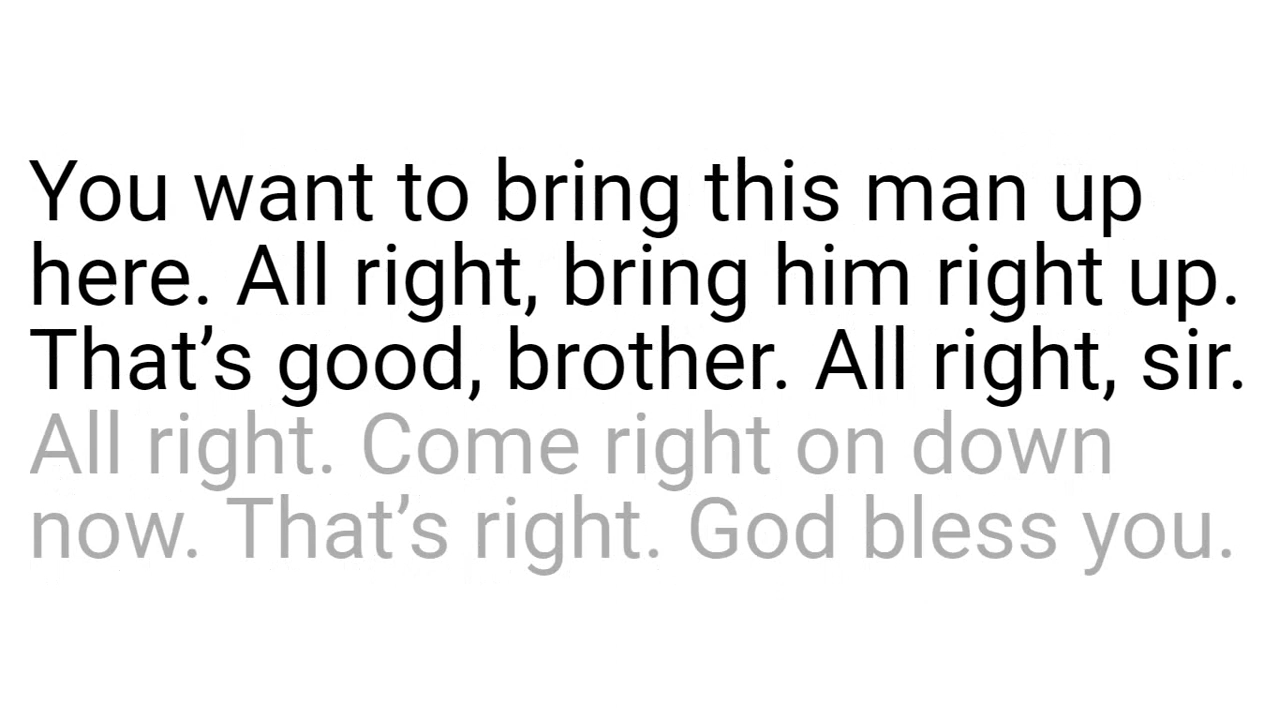 You want to bring this man up
here. All right, bring him right up.
That’s good, brother. All right, sir.
All right. Come right on down
now. That’s right. God bless you.